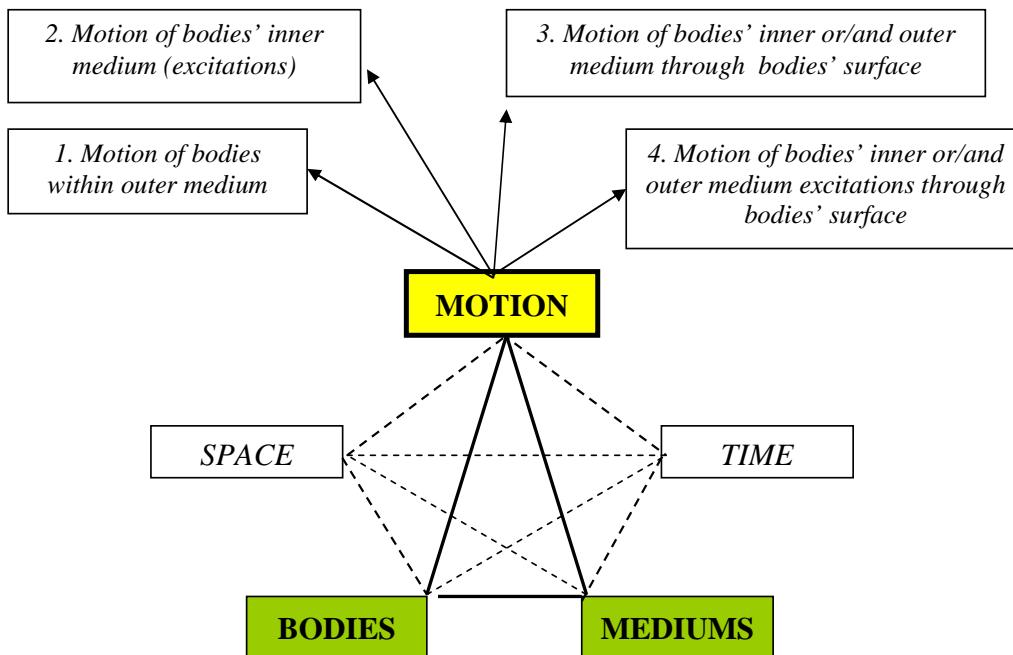 2. Motion of bodies’ inner
medium (excitations)
3. Motion of bodies’ inner or/and outer
medium through bodies’ surface
1. Motion of bodies
within outer medium
4. Motion of bodies’ inner or/and
outer medium excitations through
bodies’ surface
MOTION
SPACE
TIME
BODIES
MEDIUMS